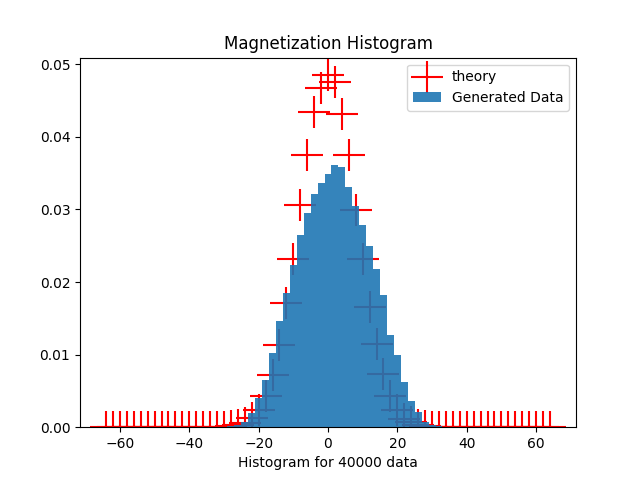 Magnetization Histogram
theory
Generated Data
0.05
0.04
0.03
0.02
0.01
0.00
−60 −40 −20 0 20 40 60
Histogram for 40000 data